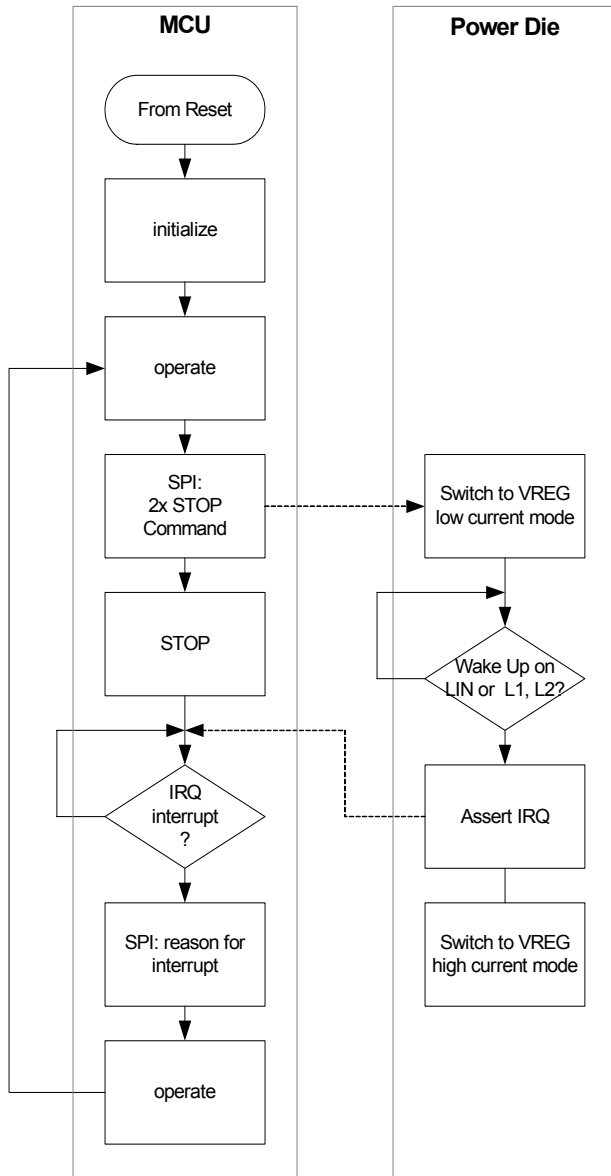 MCU
Power Die
From Reset
initialize
operate
SPI:
2x STOP
Command
Switch to VREG
low current mode
STOP
Wake Up on
LIN or L1, L2?
IRQ
interrupt
?
Assert IRQ
SPI: reason for
interrupt
Switch to VREG
high current mode
operate